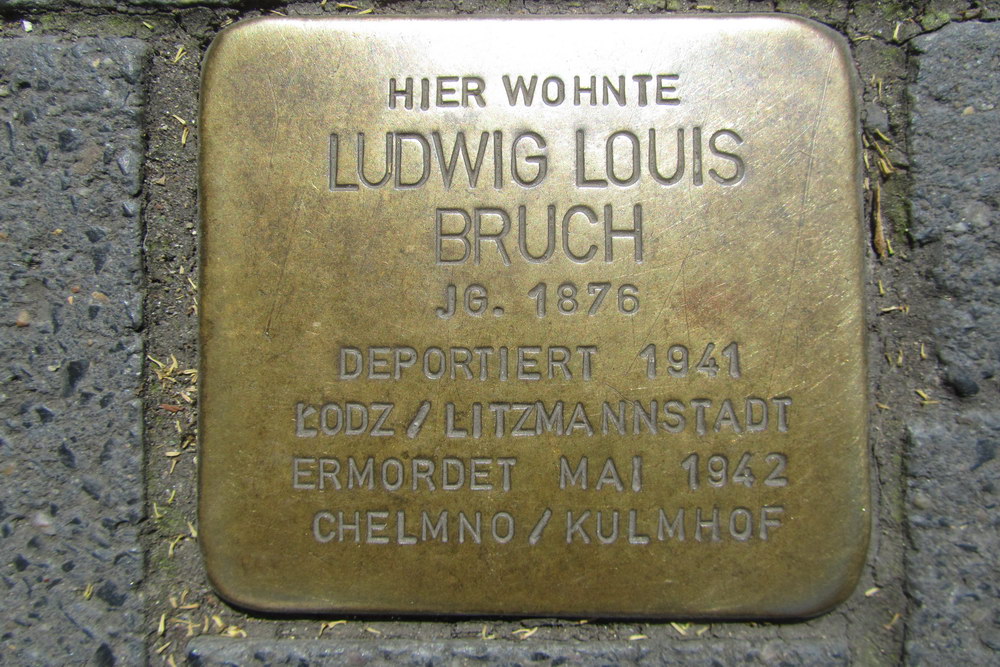 HIER WOHNTE
LUDWIG LOUIS
BRUCH
JG. 1876
DEPORTIERT 1941
ŁODZ / LITZMANNSTADT
ERMORDET MAI 1942
CHELMNO / KULMHOF